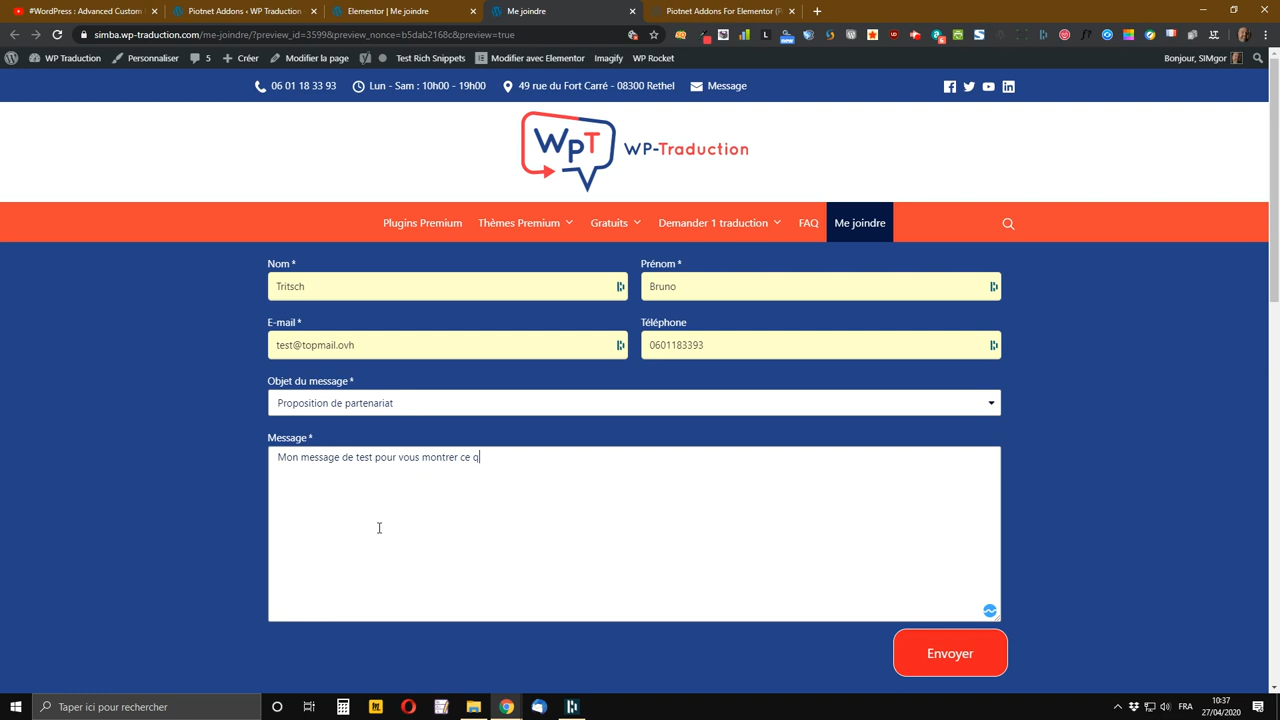 #WordPress : Advanced Custom
Piotnet Addons ‹ WP Traduction
Elementor | Me joindre
Me joindre
Piotnet Addons For Elementor (P
simba.wp-traduction.com/me-joindre/?preview_id=3599&preview_nonce=b5dab2168c&preview=true
WP Traduction
Personnaliser
5
Créer
Modifier la page
Test Rich Snippets
Modifier avec Elementor
Imagify
WP Rocket
Bonjour, SIMgor
06 01 18 33 93
Lun - Sam : 10h00 - 19h00
49 rue du Fort Carré - 08300 Rethel
Message
WpT
WP-Traduction
Plugins Premium
Thèmes Premium
Gratuits
Demander 1 traduction
FAQ
Me joindre
Nom *
Prénom *
Tritsch
Bruno
E-mail *
Téléphone
test@topmail.ovh
0601183393
Objet du message *
Proposition de partenariat
Message *
Mon message de test pour vous montrer ce q
Envoyer
Taper ici pour rechercher
FRA
10:37
27/04/2020